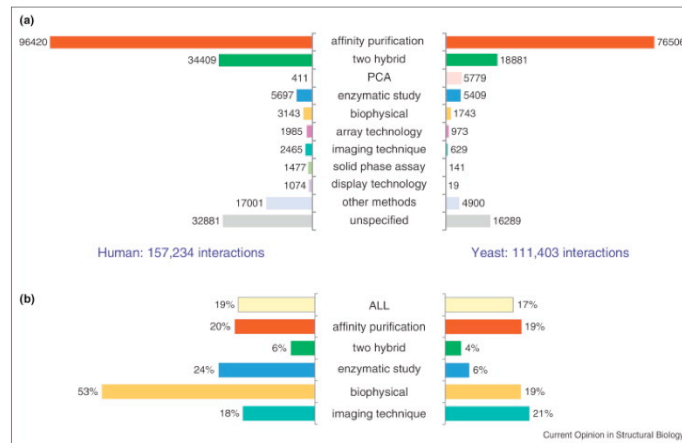 (a)
96420 affinity purification 76506
34409 two hybrid 18881
411 PCA 5779
5697 enzymatic study 5409
3143 biophysical 1743
1985 array technology 973
2465 imaging technique 629
1477 solid phase assay 141
1074 display technology 19
17001 other methods 4900
32881 unspecified 16289
Human: 157,234 interactions Yeast: 111,403 interactions
(b)
19% ALL 17%
20% affinity purification 19%
6% two hybrid 4%
24% enzymatic study 6%
53% biophysical 19%
18% imaging technique 21%
Current Opinion in Structural Biology